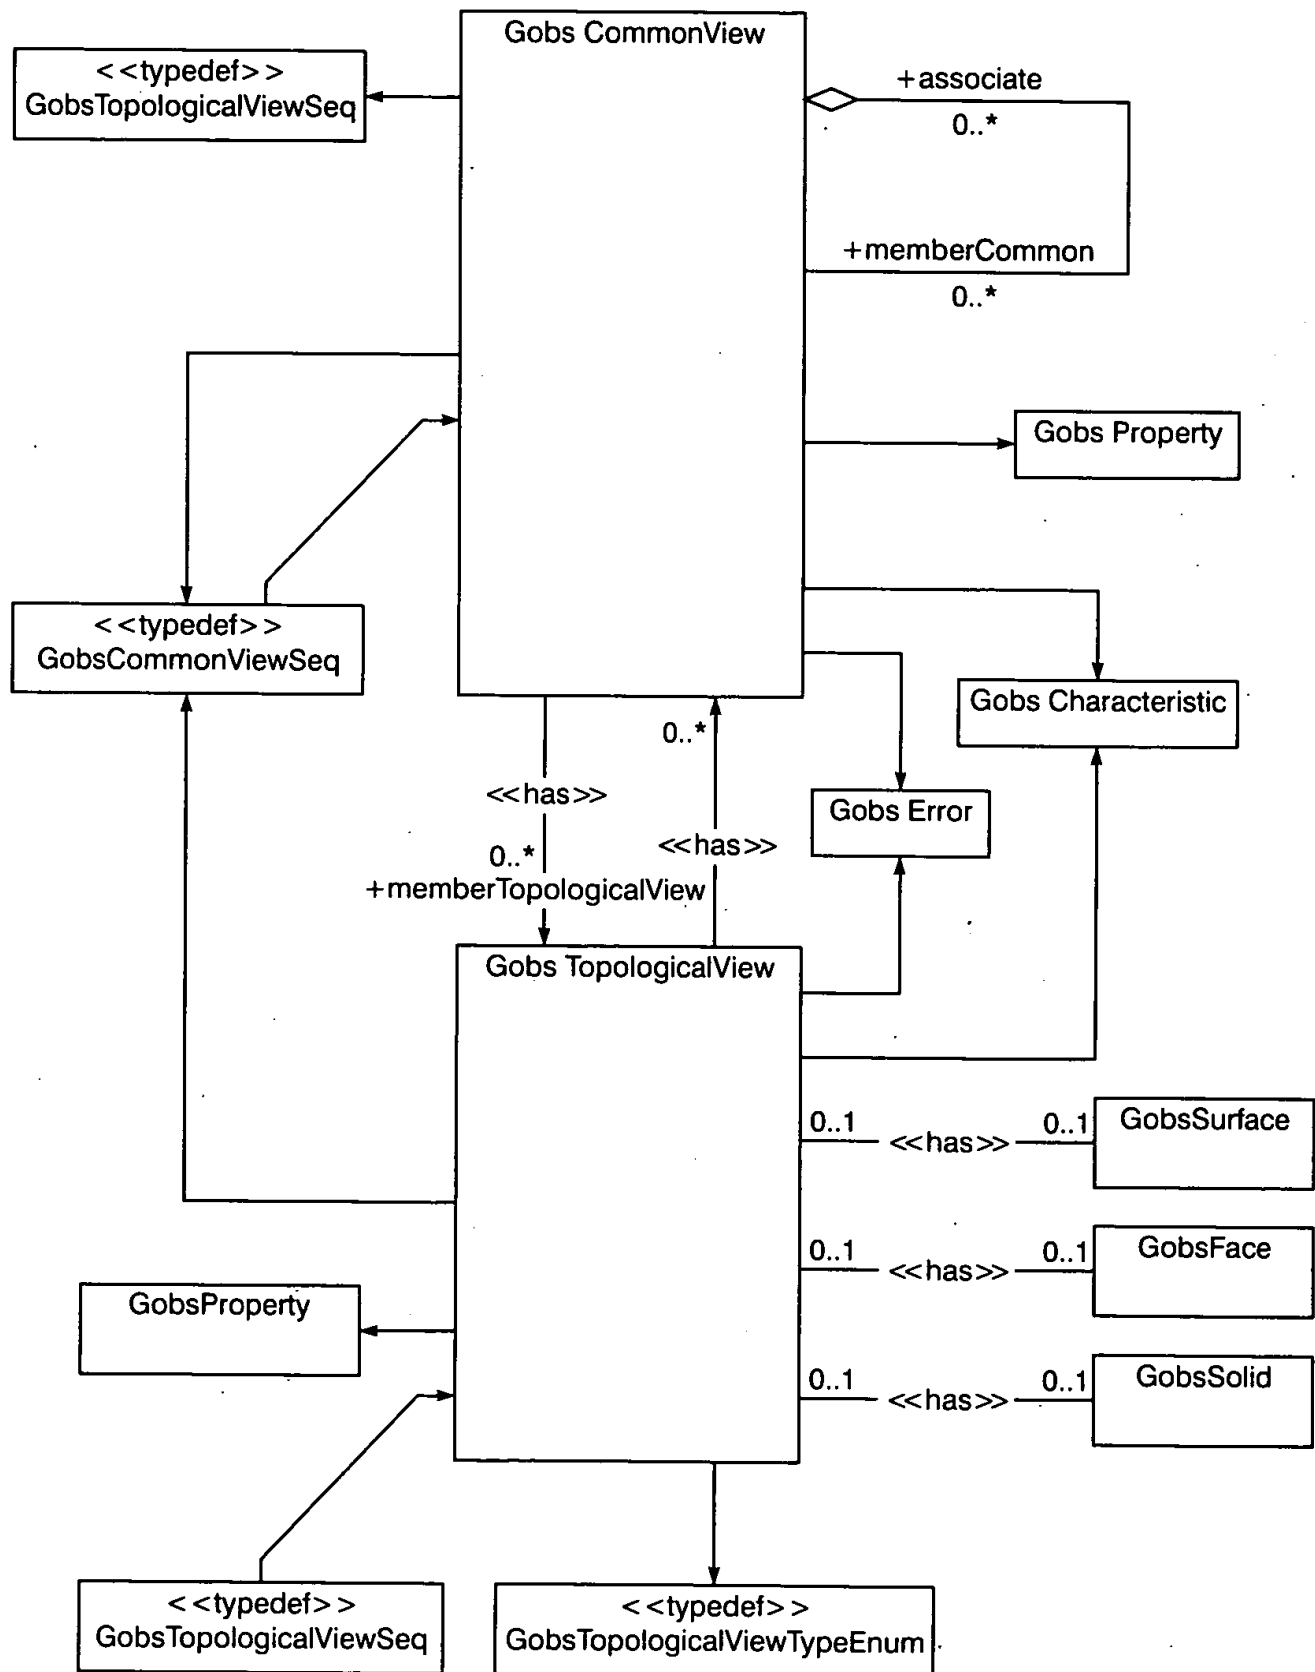 Gobs CommonView
<<typedef>>
GobsTopologicalViewSeq
+associate
0..*
+memberCommon
0..*
Gobs Property
<<typedef>>
GobsCommonViewSeq
Gobs Characteristic
0..*
<<has>>
Gobs Error
<<has>>
0..*
+memberTopologicalView
Gobs TopologicalView
0..1
<<has>>
0..1
GobsSurface
0..1
<<has>>
0..1
GobsFace
GobsProperty
0..1
<<has>>
0..1
GobsSolid
<<typedef>>
GobsTopologicalViewSeq
<<typedef>>
GobsTopologicalViewTypeEnum